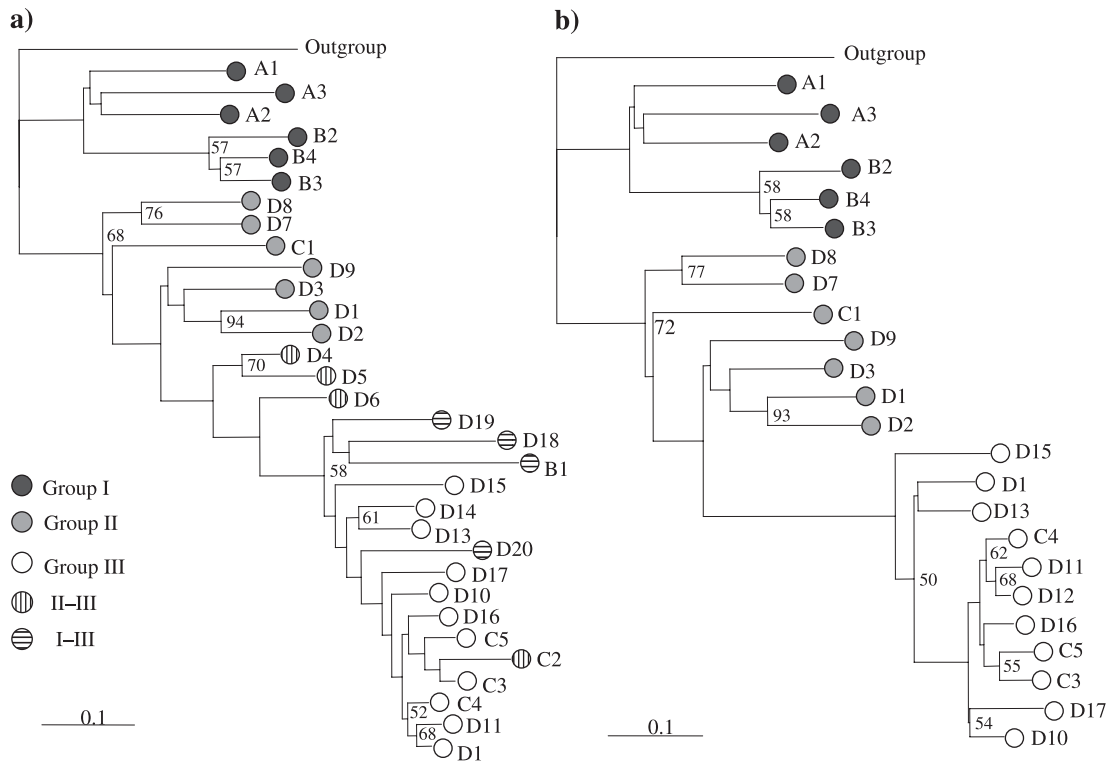 a)
Outgroup
A1
A3
A2
B2
57
B4
57
B3
D8
76
D7
68
C1
D9
D3
D1
94
D2
D4
70
D5
D6
D19
D18
58
B1
D15
D14
61
D13
D20
D17
D10
D16
C5
C2
C3
C4
52
D11
68
D1
Group I
Group II
Group III
II–III
I–III
0.1
b)
Outgroup
A1
A3
A2
B2
58
B4
58
B3
D8
77
D7
C1
72
D9
D3
D1
93
D2
D15
D1
D13
C4
62
D11
68
50
D12
D16
C5
55
C3
D17
54
D10
0.1